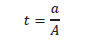 t = a/A